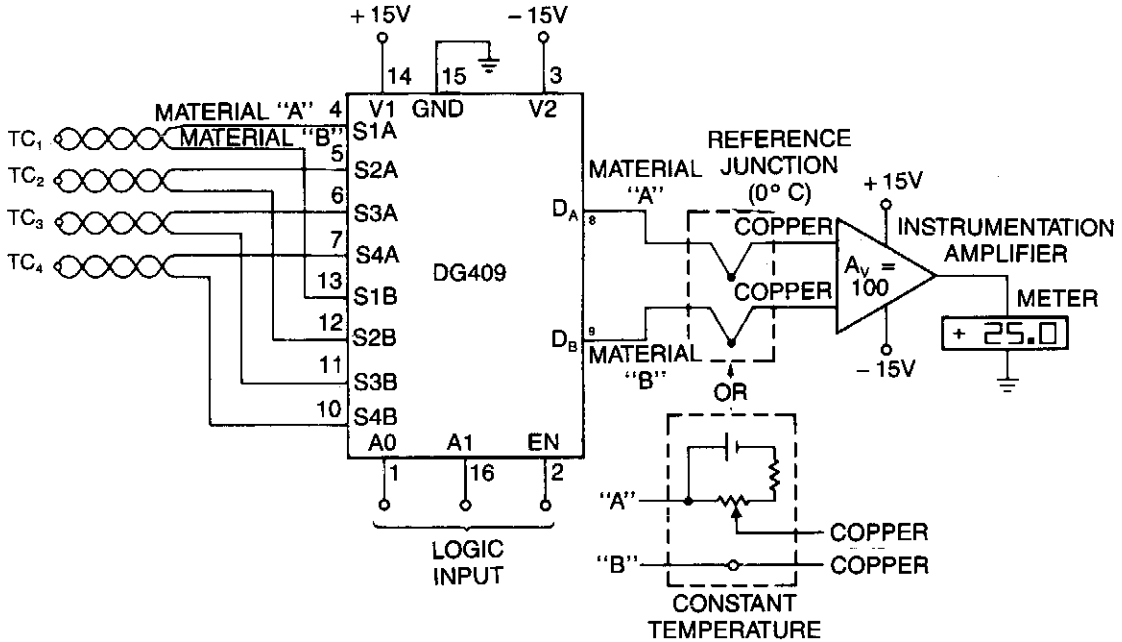 +15V
-15V
14
15
3
V1
GND
V2
MATERIAL "A"
4
S1A
MATERIAL "B"
TC1
5
S2A
TC2
6
S3A
TC3
7
S4A
TC4
13
S1B
12
S2B
11
S3B
10
S4B
DG409
DA
8
DB
9
A0
A1
EN
1
16
2
LOGIC
INPUT
MATERIAL
"A"
MATERIAL
"B"
REFERENCE
JUNCTION
(0° C)
COPPER
COPPER
+15V
AV =
100
-15V
INSTRUMENTATION
AMPLIFIER
METER
+ 25.0
OR
"A"
COPPER
"B"
COPPER
CONSTANT
TEMPERATURE